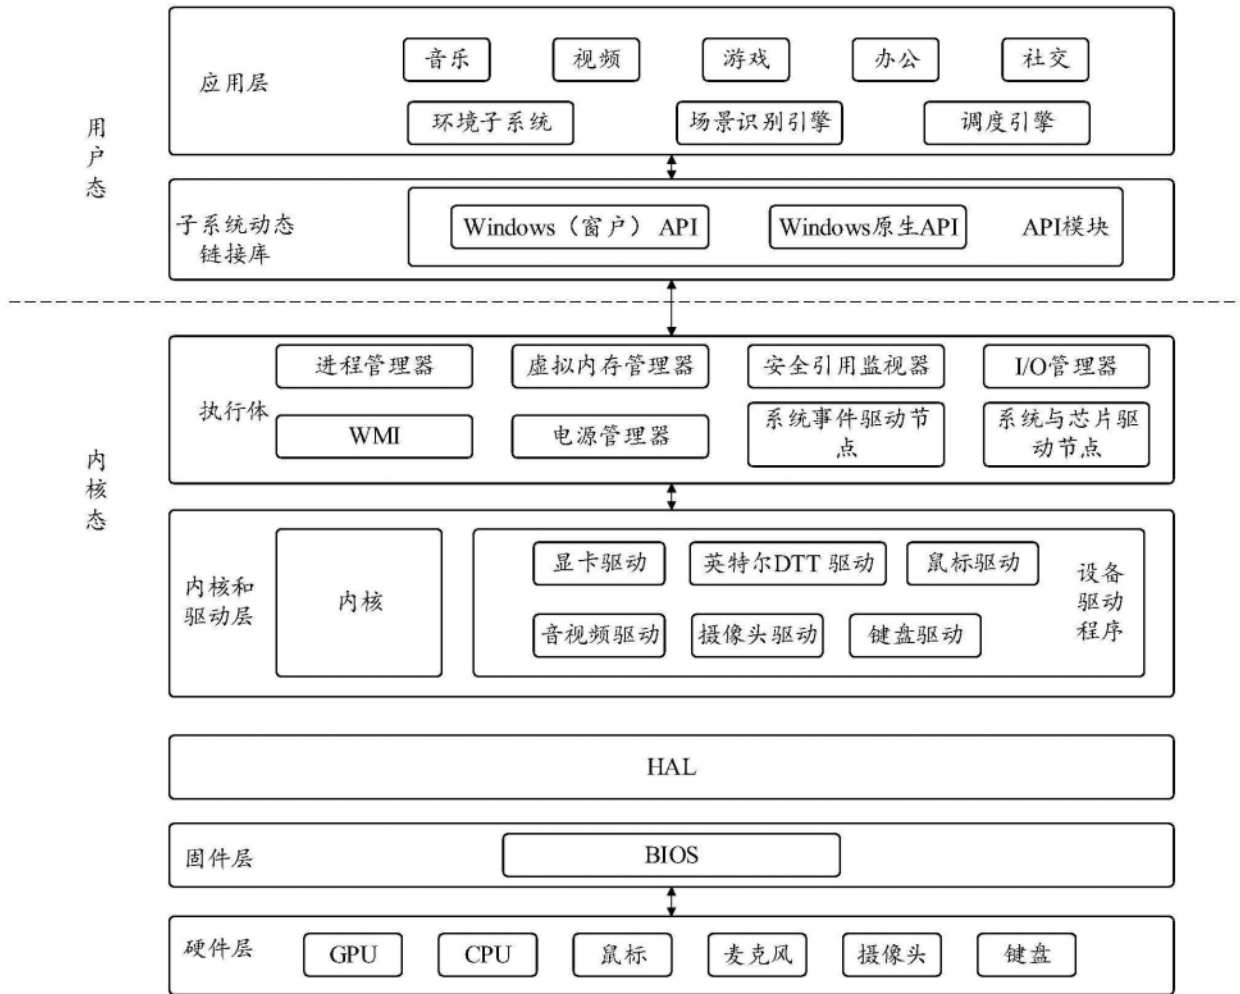 音乐 视频 游戏 办公 社交
应用层
环境子系统 场景识别引擎 调度引擎
用户态
子系统动态链接库
Windows（窗户） API Windows原生API API模块
进程管理器 虚拟内存管理器 安全引用监视器 I/O管理器
执行体
WMI 电源管理器 系统事件驱动节点 系统与芯片驱动节点
内核态
内核和驱动层
内核
显卡驱动 英特尔DTT 驱动 鼠标驱动
音视频驱动 摄像头驱动 键盘驱动
设备驱动程序
HAL
固件层 BIOS
硬件层 GPU CPU 鼠标 麦克风 摄像头 键盘